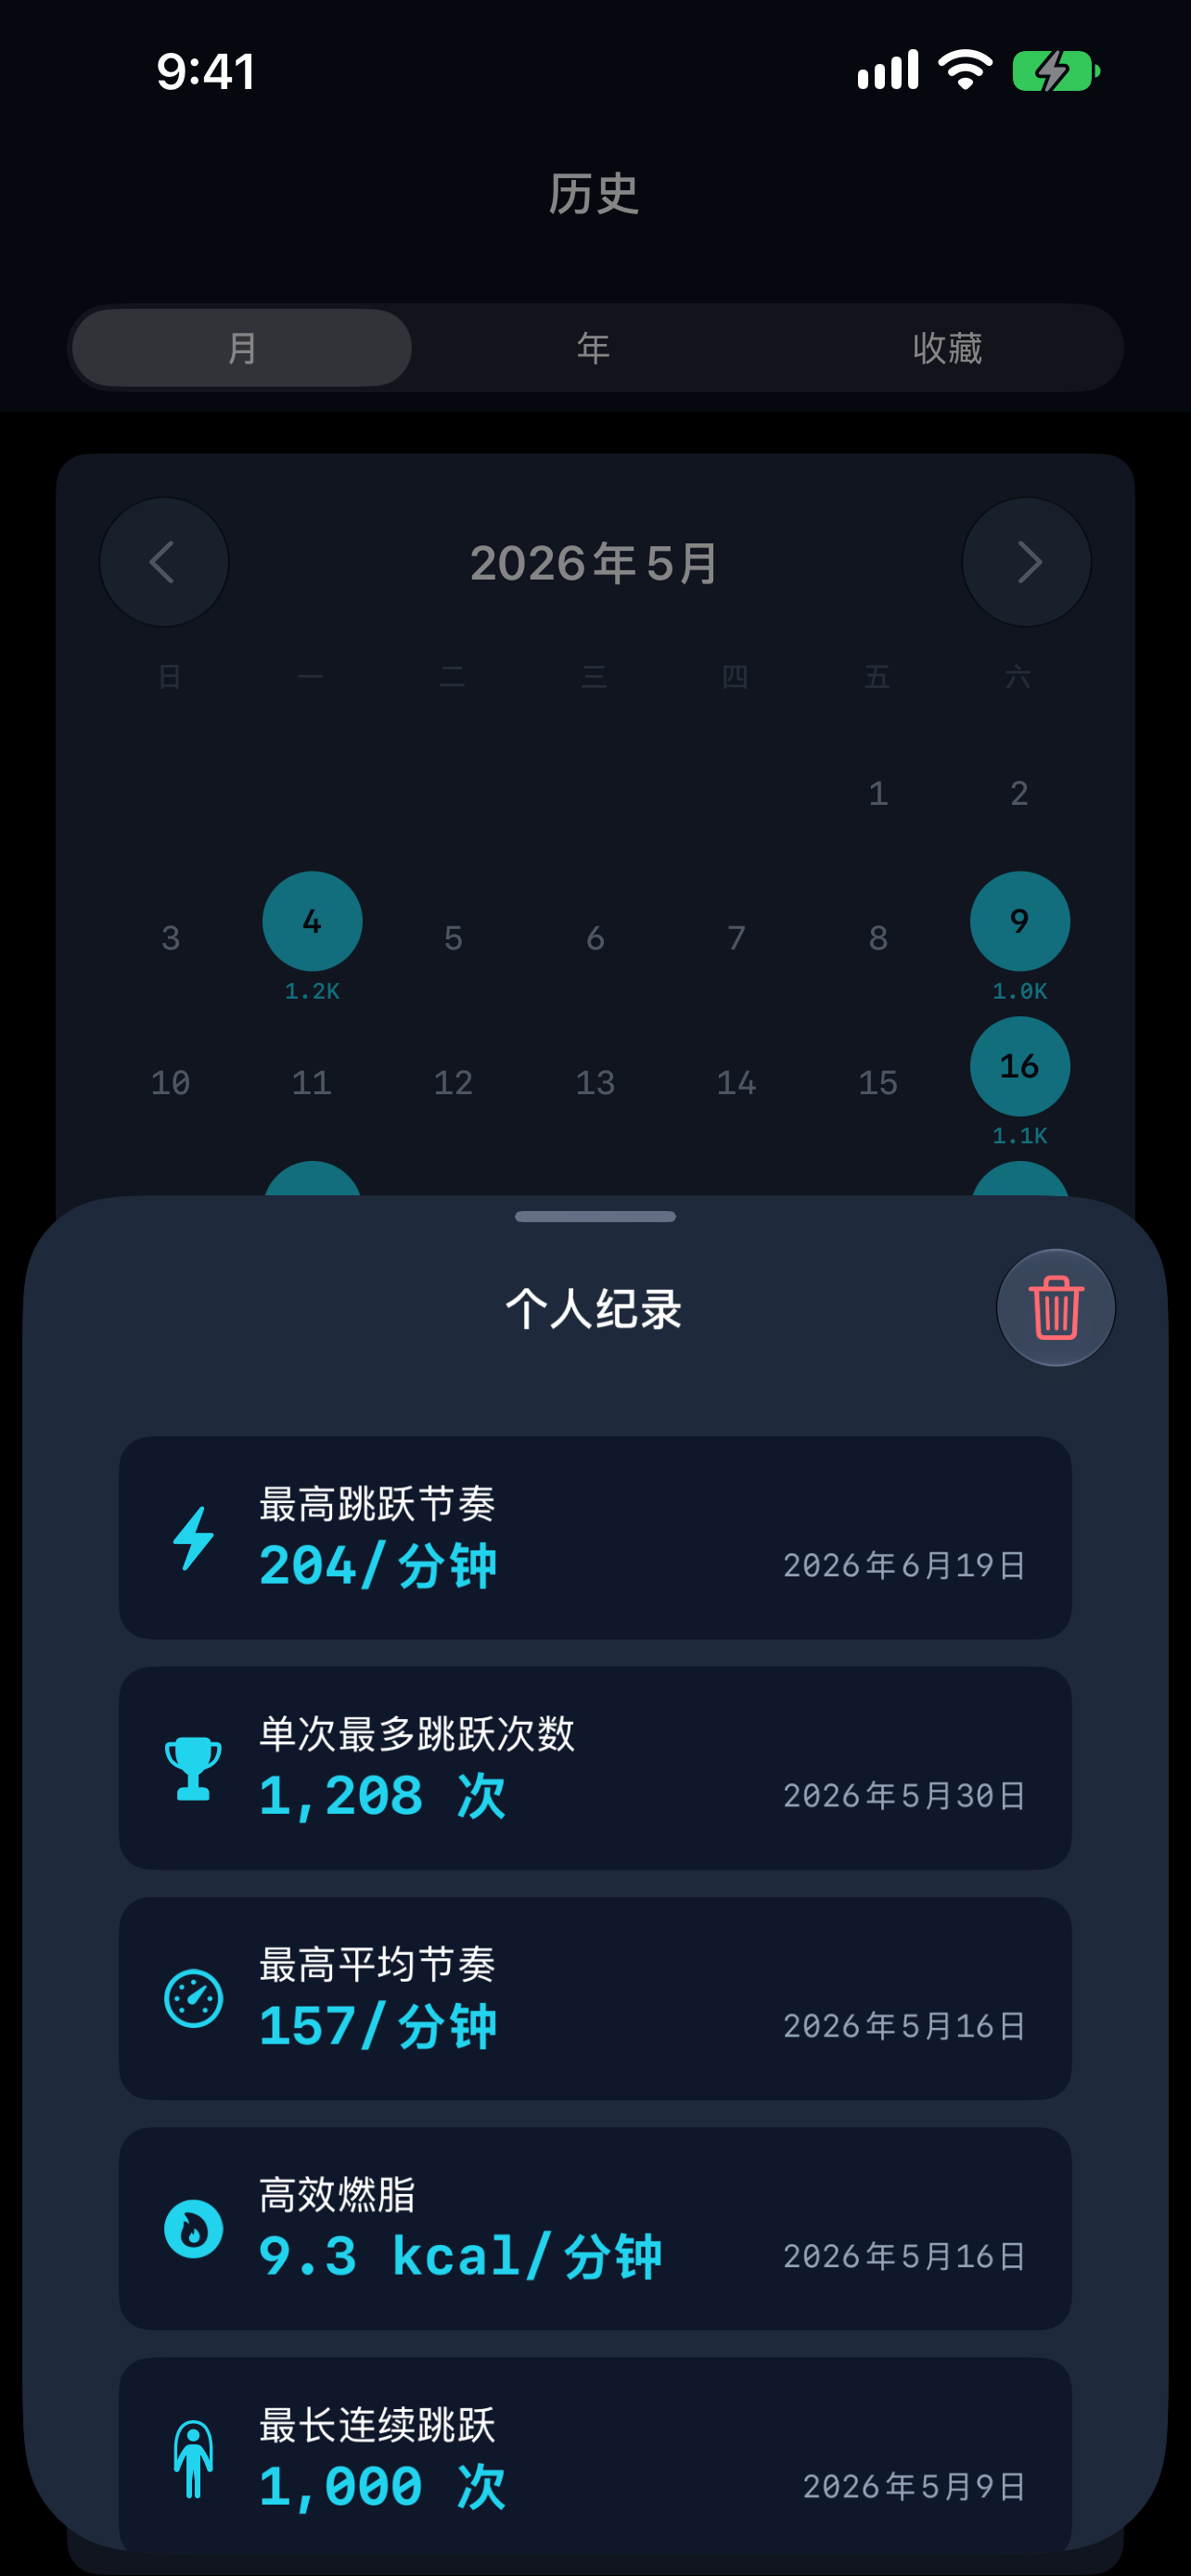 9:41
历史
月 年 收藏
2026年5月
日 一 二 三 四 五 六
1 2
3 4 5 6 7 8 9
1.2K 1.0K
10 11 12 13 14 15 16
1.1K
个人纪录
最高跳跃节奏
204/分钟 2026年6月19日
单次最多跳跃次数
1,208 次 2026年5月30日
最高平均节奏
157/分钟 2026年5月16日
高效燃脂
9.3 kcal/分钟 2026年5月16日
最长连续跳跃
1,000 次 2026年5月9日